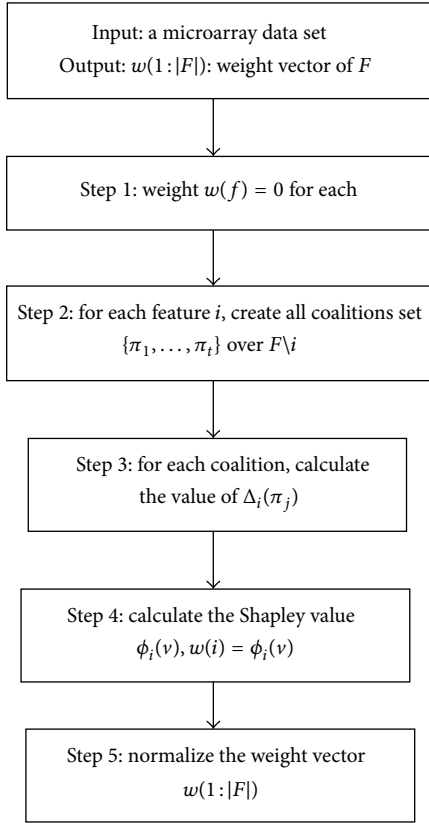 Input: a microarray data set
Output: w(1:|F|): weight vector of F
Step 1: weight w(f) = 0 for each
Step 2: for each feature i, create all coalitions set
{π₁, . . . , πₜ} over F\i
Step 3: for each coalition, calculate
the value of Δᵢ(πⱼ)
Step 4: calculate the Shapley value
ϕᵢ(ν), w(i) = ϕᵢ(ν)
Step 5: normalize the weight vector
w(1:|F|)